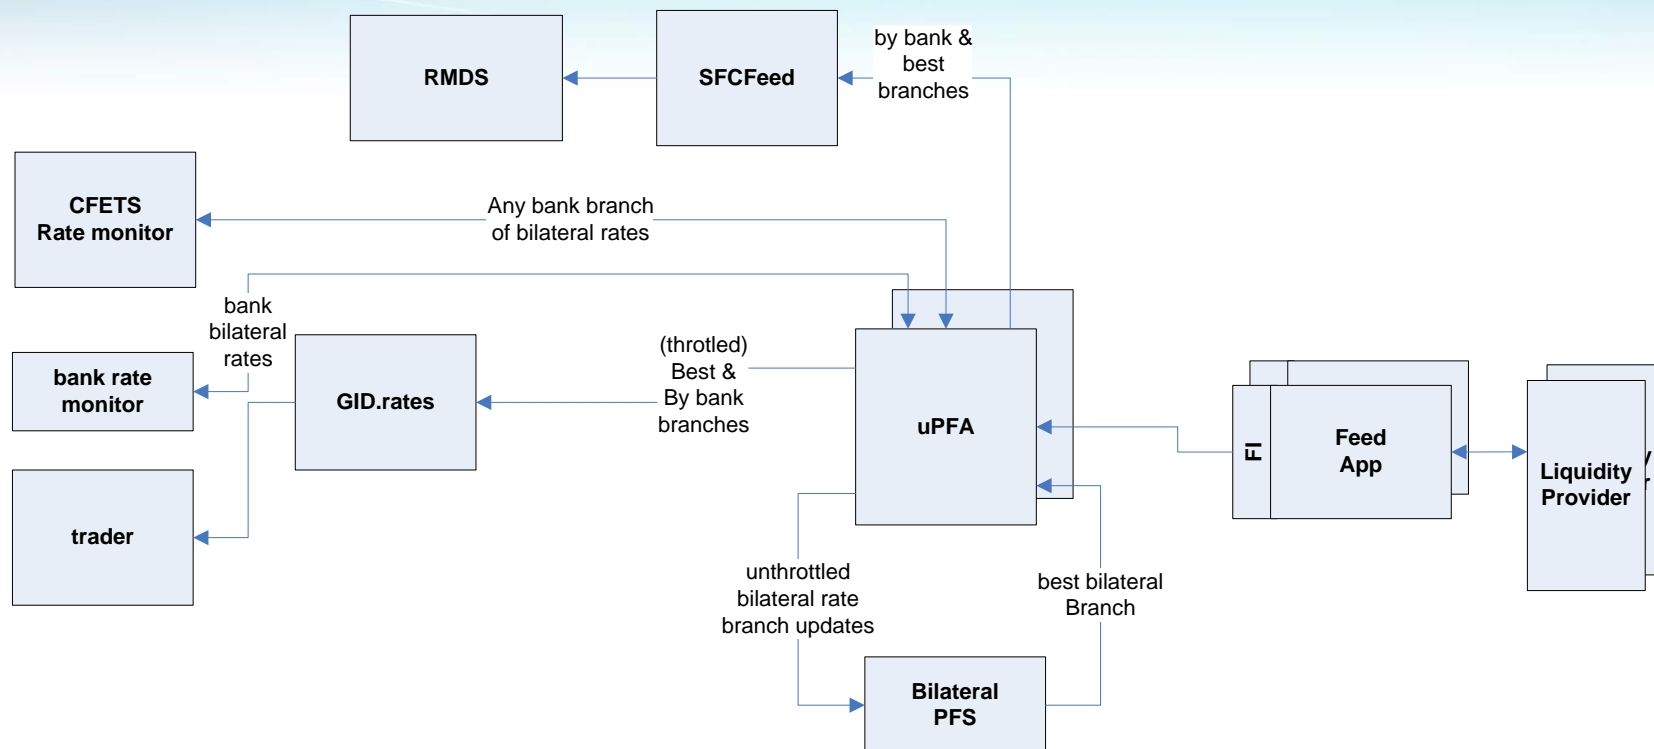 RMDS
SFCFeed
by bank &
best
branches
CFETS
Rate monitor
Any bank branch
of bilateral rates
bank
bilateral
rates
bank rate
monitor
GID.rates
(throtled)
Best &
By bank
branches
uPFA
FI
Feed
App
Liquidity
Provider
y
r
trader
unthrottled
bilateral rate
branch updates
best bilateral
Branch
Bilateral
PFS